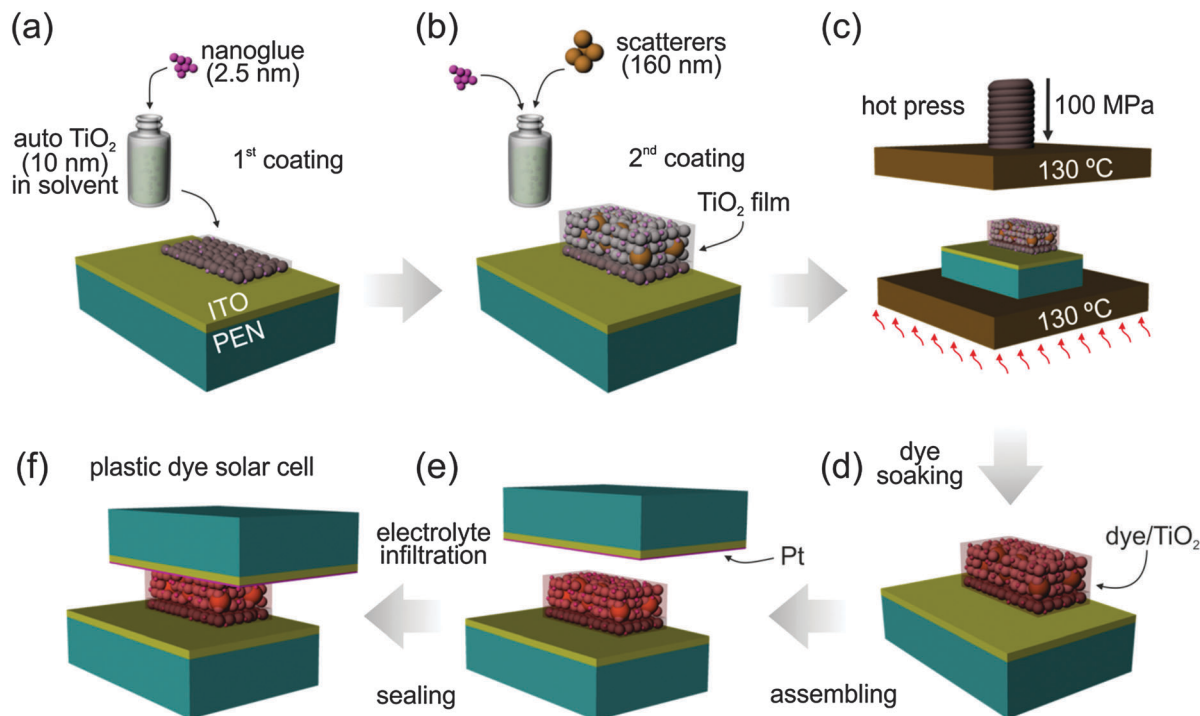 (a)
nanoglue
(2.5 nm)
auto TiO₂
(10 nm)
in solvent
1st coating
ITO
PEN
(b)
scatterers
(160 nm)
2nd coating
TiO₂ film
(c)
hot press
100 MPa
130 ºC
130 ºC
dye
soaking
(d)
dye/TiO₂
assembling
(e)
Pt
electrolyte
infiltration
sealing
(f)
plastic dye solar cell